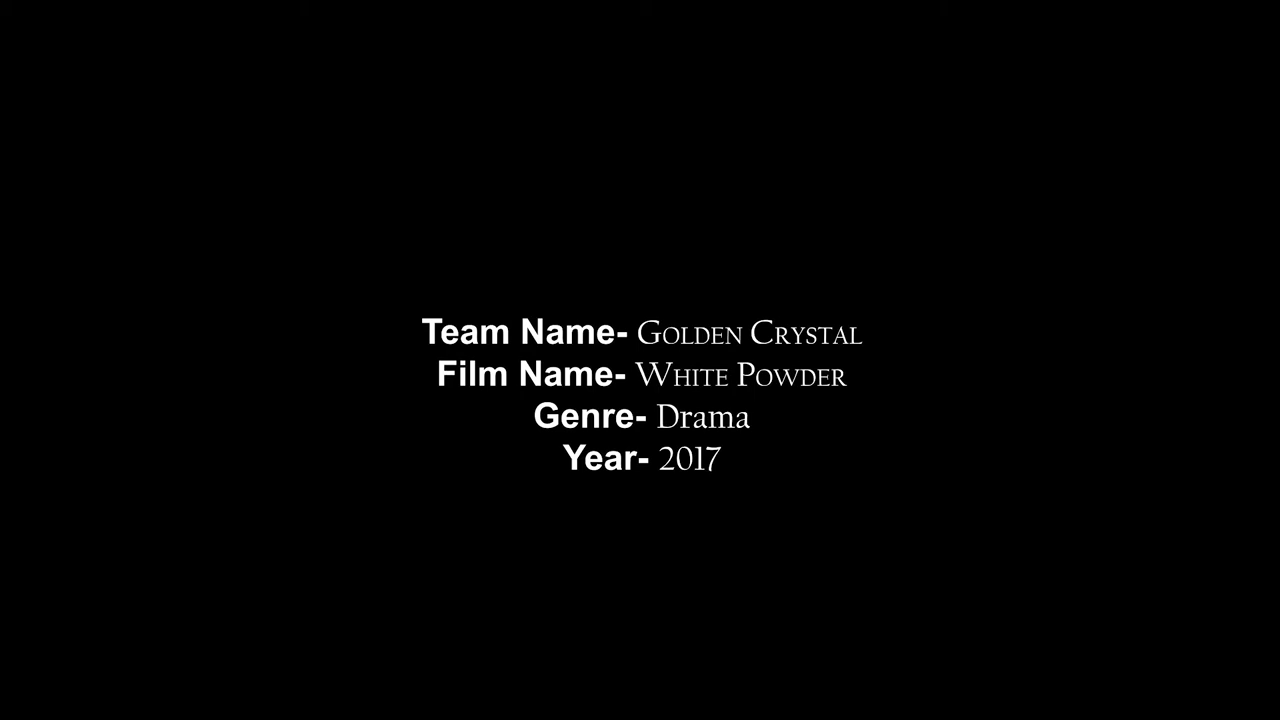 Team Name- Golden Crystal
Film Name- White Powder
Genre- Drama
Year- 2017